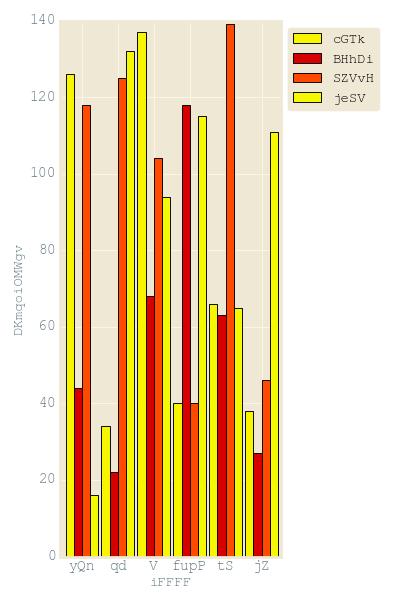 140
120
100
80
60
40
20
0
DKmqoiOMWgv
yQn qd V fupP tS jZ
iFFFF
cGTk
BHhDi
SZVvH
jeSV